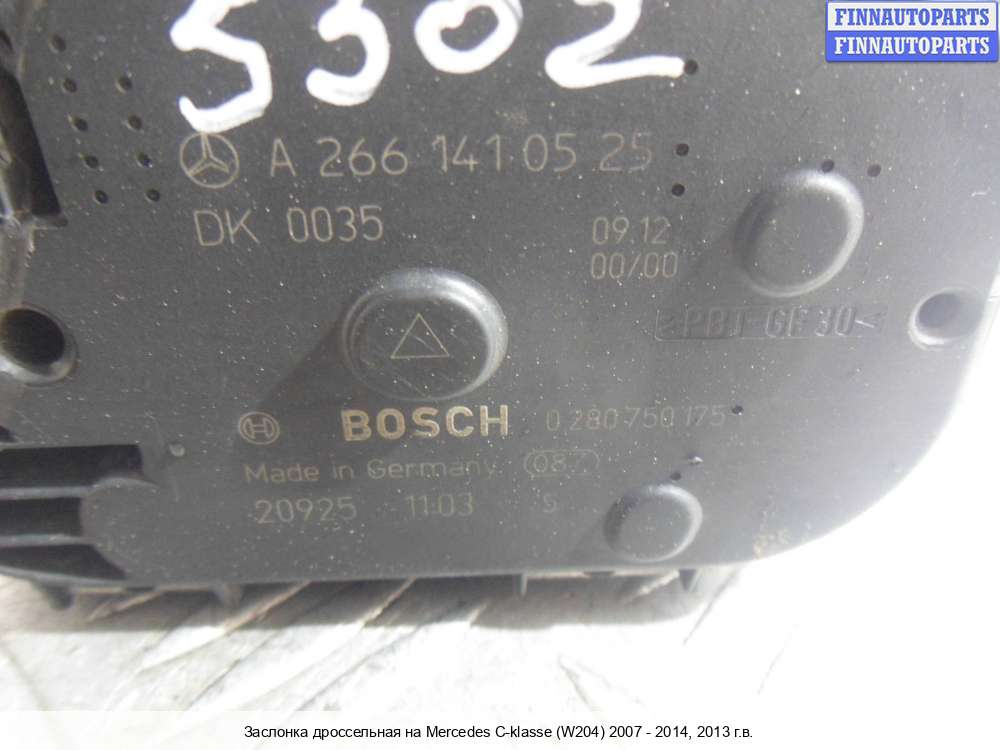 FINNAUTOPARTS
FINNAUTOPARTS
5302
A 266 141 05 25
DK 0035
09.12
00/00
>PBT-GF30<
BOSCH 0 280 750 175
Made in Germany 087
20925 11:03 S
Заслонка дроссельная на Mercedes C-klasse (W204) 2007 - 2014, 2013 г.в.